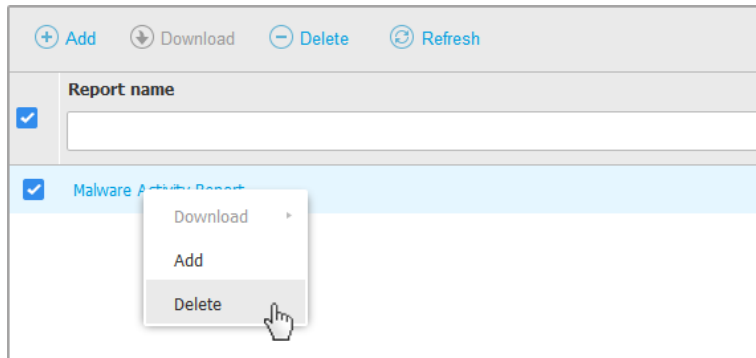 Add Download Delete Refresh
Report name
Malware Activity Report
Download
Add
Delete